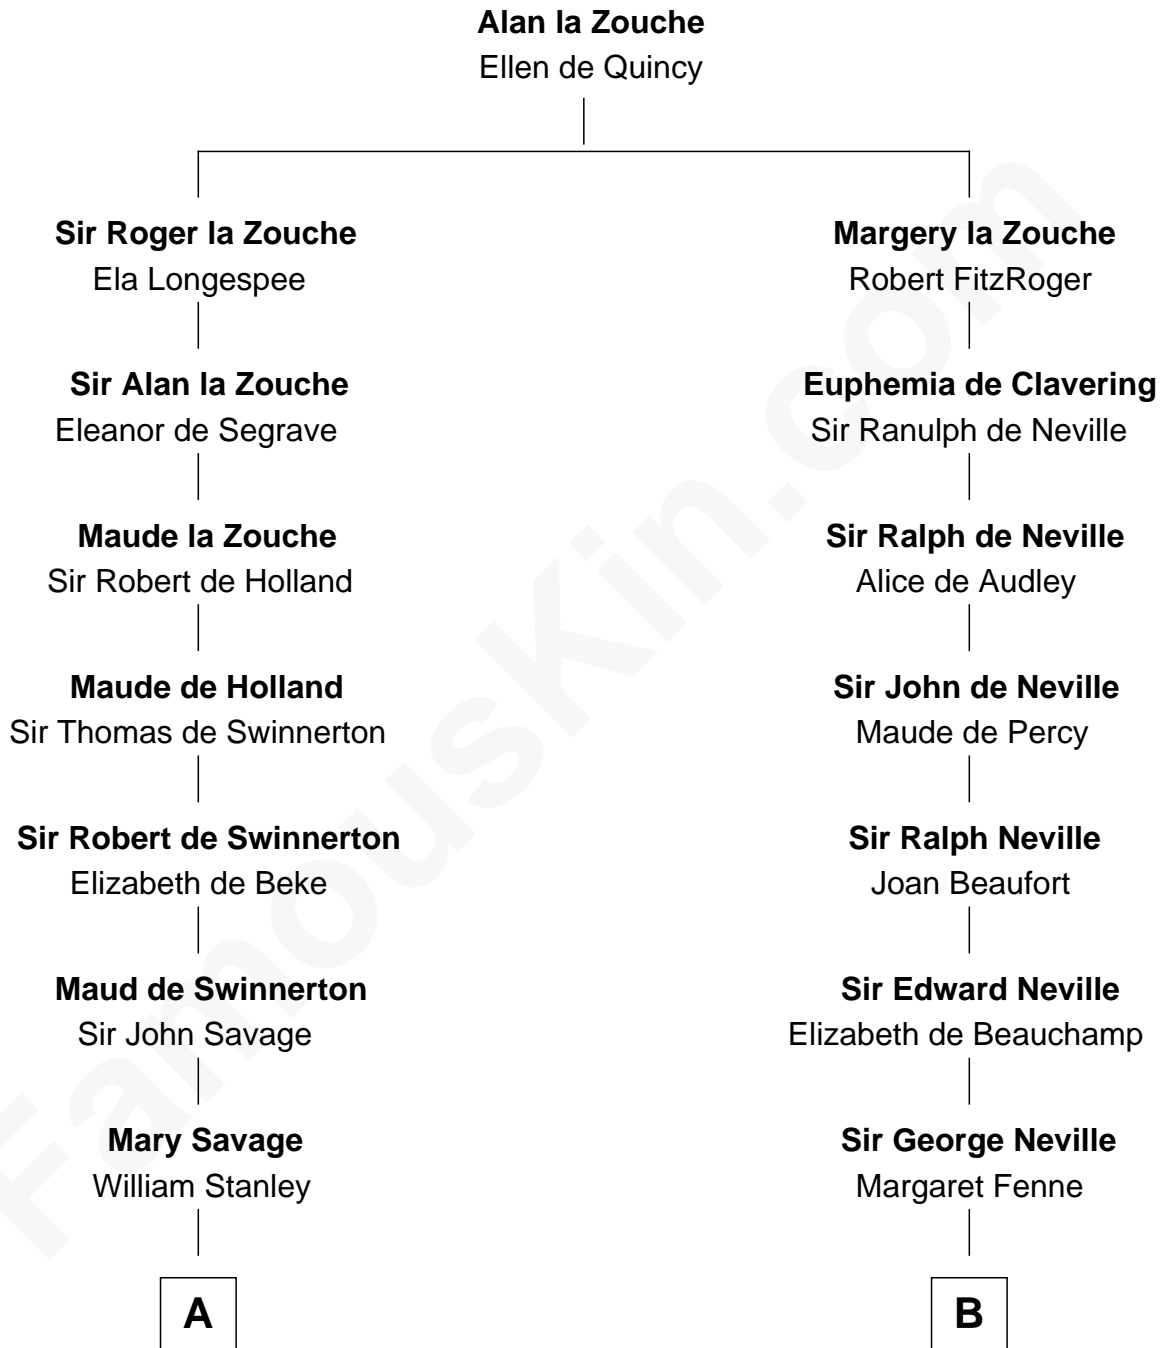 Alan la Zouche
Ellen de Quincy
Sir Roger la Zouche
Ela Longespee
Margery la Zouche
Robert FitzRoger
Sir Alan la Zouche
Eleanor de Segrave
Euphemia de Clavering
Sir Ranulph de Neville
Maude la Zouche
Sir Robert de Holland
Sir Ralph de Neville
Alice de Audley
Maude de Holland
Sir Thomas de Swinnerton
Sir John de Neville
Maude de Percy
Sir Robert de Swinnerton
Elizabeth de Beke
Sir Ralph Neville
Joan Beaufort
Maud de Swinnerton
Sir John Savage
Sir Edward Neville
Elizabeth de Beauchamp
Mary Savage
William Stanley
Sir George Neville
Margaret Fenne
A
B
FamousKin.com